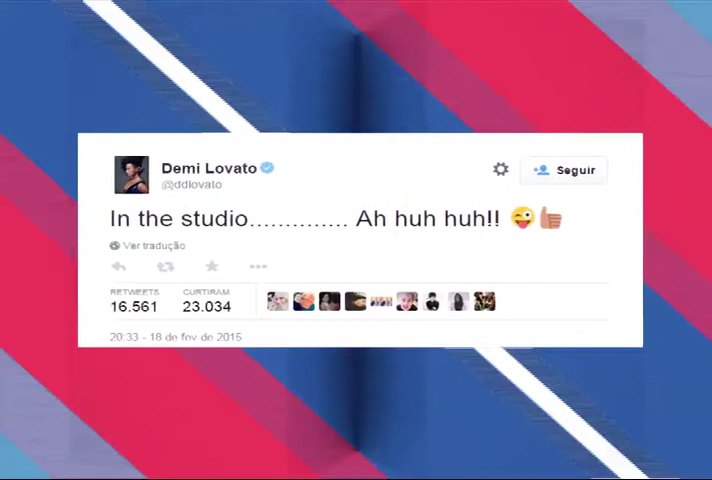 Demi Lovato
Seguir
@ddlovato
In the studio.............. Ah huh huh!! 😜👍🏽
Ver tradução
RETWEETS CURTIRAM
16.561 23.034
20:33 - 18 de fev de 2015